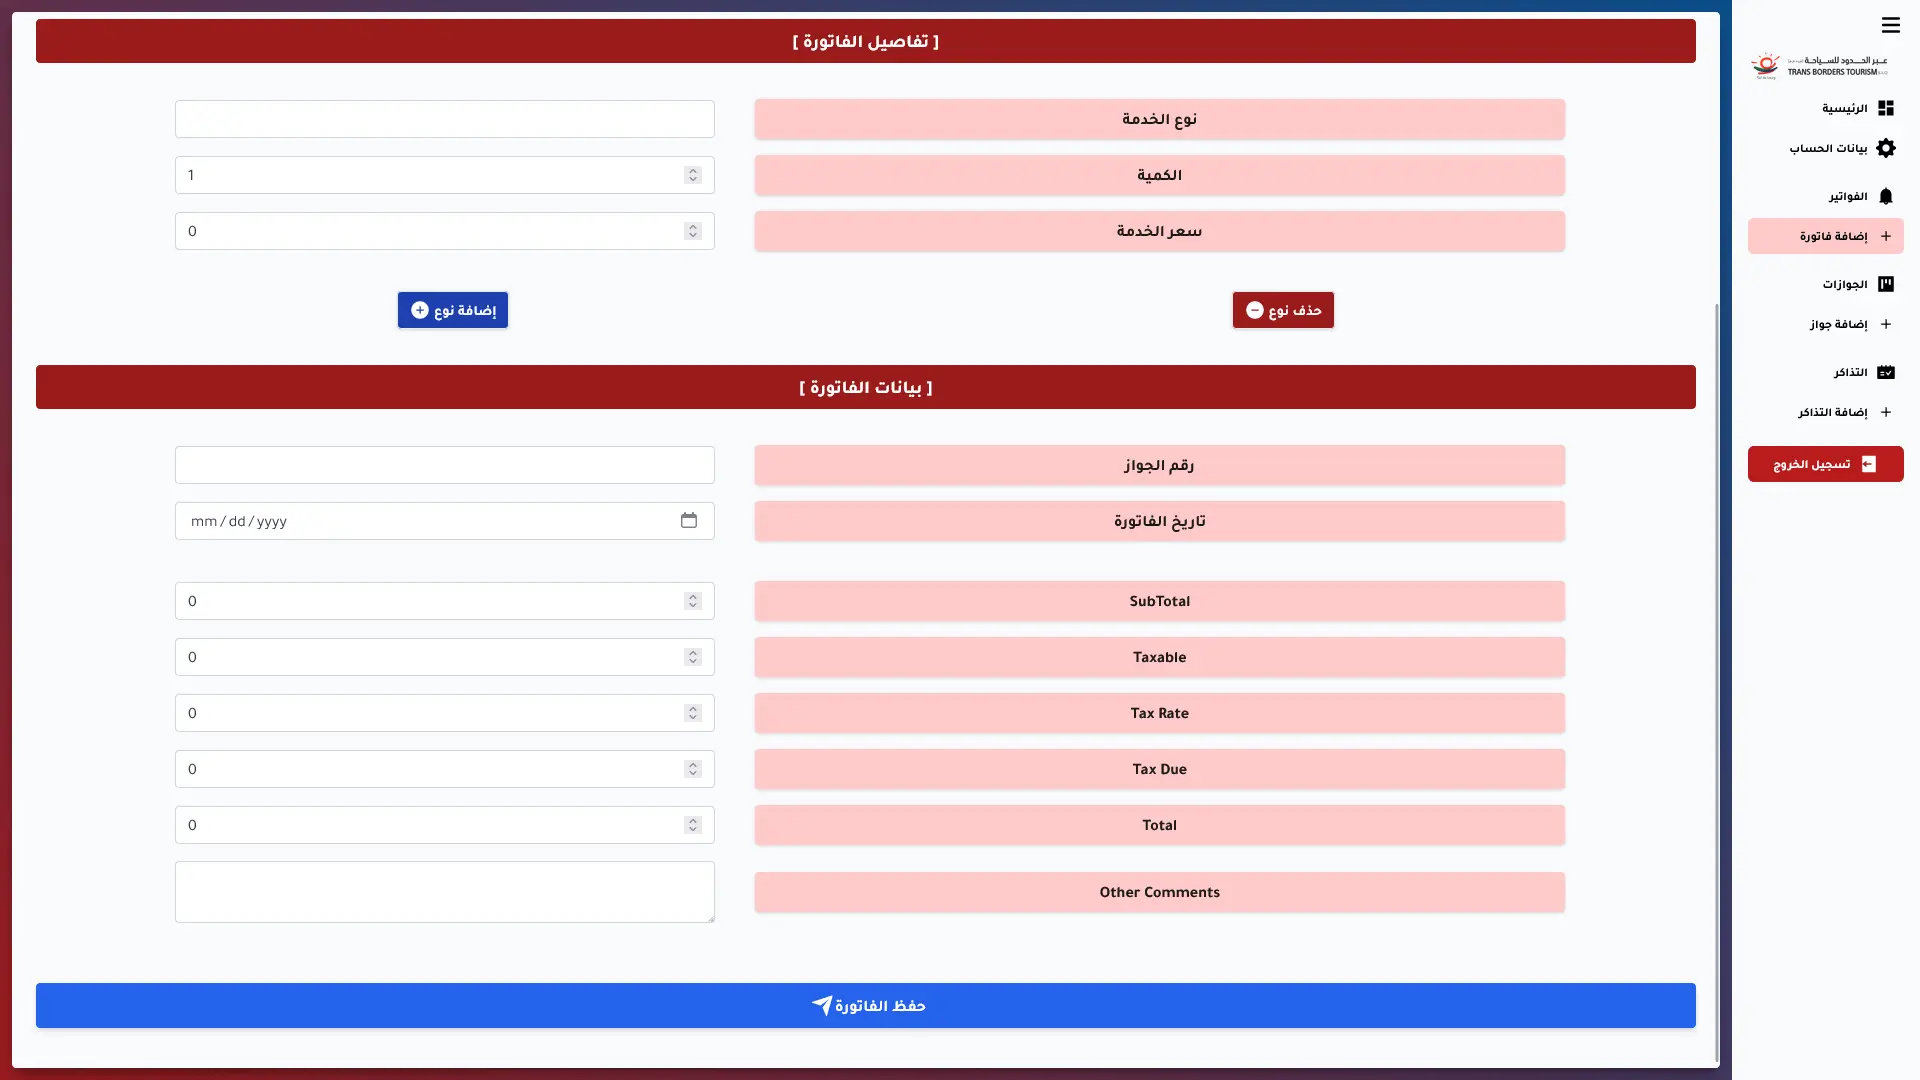 [ تفاصيل الفاتورة ]
نوع الخدمة
الكمية
1
سعر الخدمة
0
حذف نوع
إضافة نوع
[ بيانات الفاتورة ]
رقم الجواز
تاريخ الفاتورة
mm/dd/yyyy
SubTotal
0
Taxable
0
Tax Rate
0
Tax Due
0
Total
0
Other Comments
حفظ الفاتورة
عبر الحدود للسياحة
TRANS BORDERS TOURISM
الرئيسية
بيانات الحساب
الفواتير
إضافة فاتورة
الجوازات
إضافة جواز
التذاكر
إضافة التذاكر
تسجيل الخروج